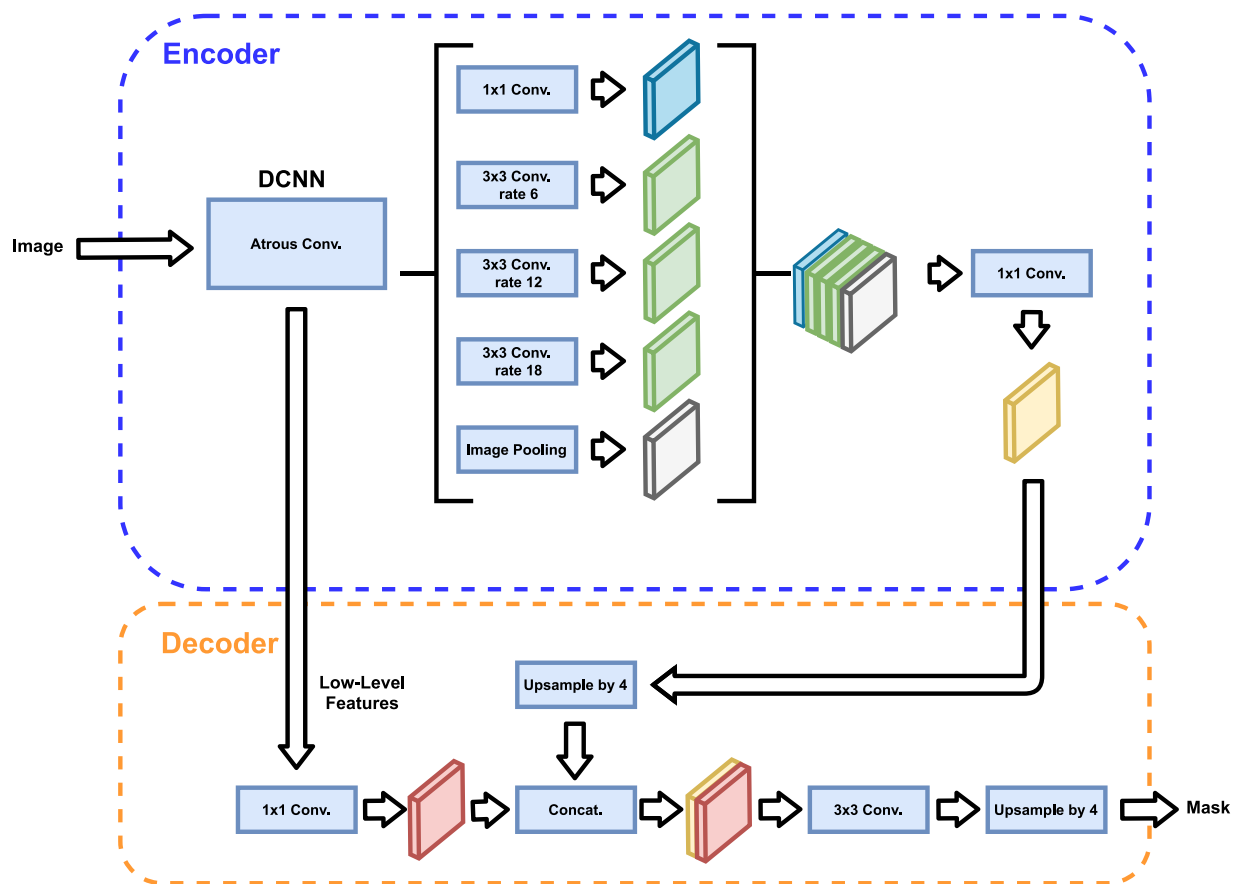 Encoder
DCNN
Image
Atrous Conv.
1x1 Conv.
3x3 Conv.
rate 6
3x3 Conv.
rate 12
3x3 Conv.
rate 18
Image Pooling
1x1 Conv.
Decoder
Low-Level
Features
Upsample by 4
1x1 Conv.
Concat.
3x3 Conv.
Upsample by 4
Mask